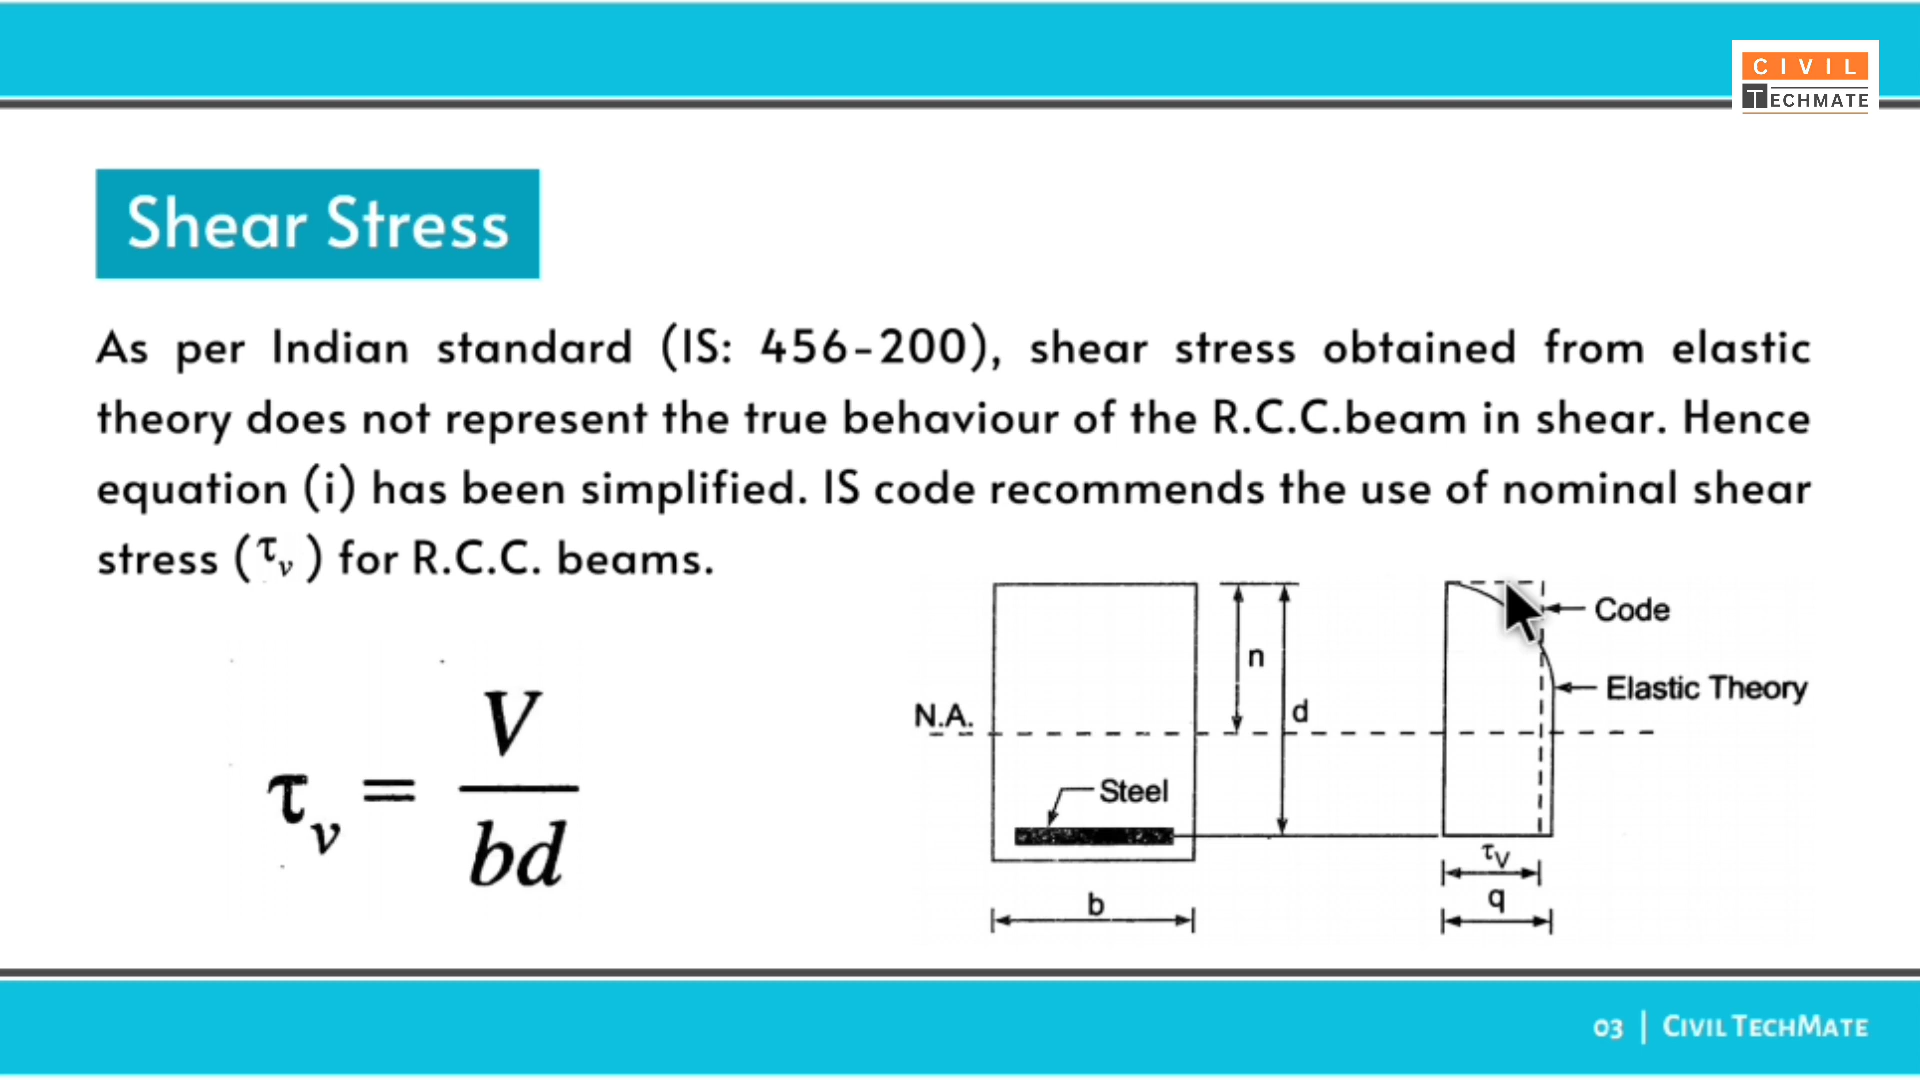 CIVIL
TECHMATE
Shear Stress
As per Indian standard (IS: 456-200), shear stress obtained from elastic
theory does not represent the true behaviour of the R.C.C.beam in shear. Hence
equation (i) has been simplified. IS code recommends the use of nominal shear
stress (τv) for R.C.C. beams.
τv = V/bd
Code
n
Elastic Theory
d
N.A.
Steel
τV
q
b
03 | CIVIL TECHMATE